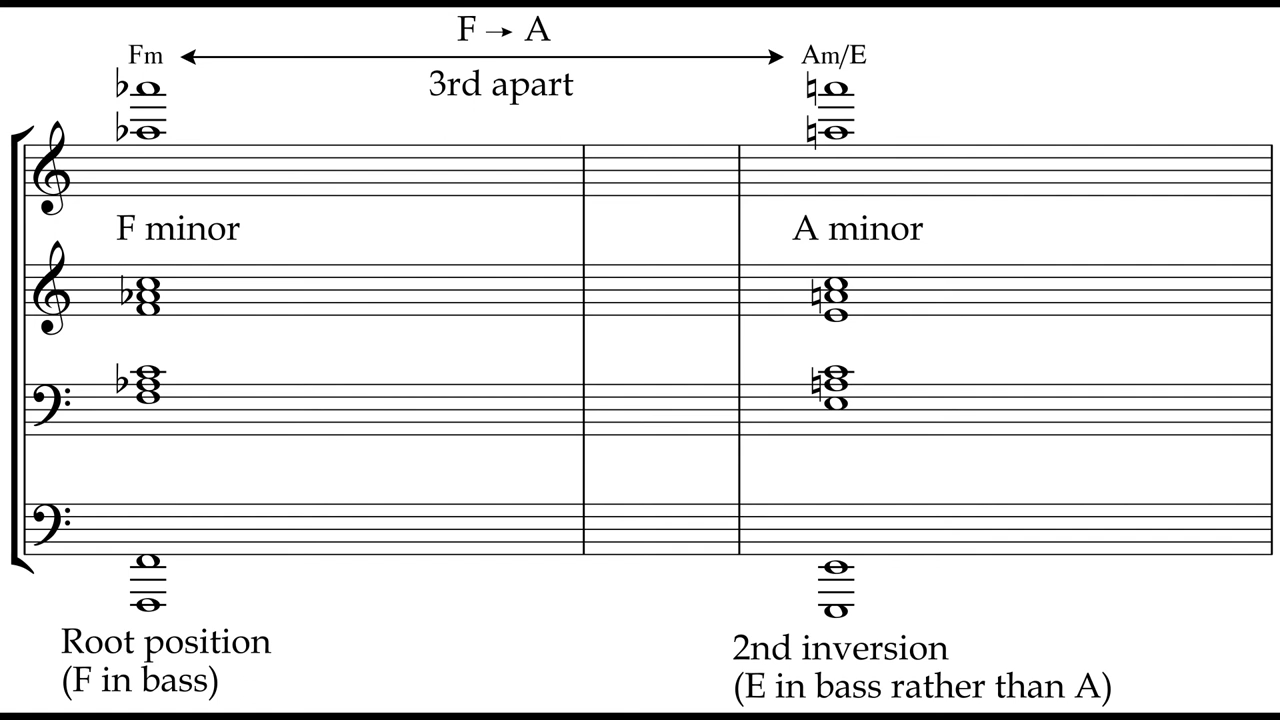 F → A
Fm
Am/E
3rd apart
F minor
A minor
Root position
(F in bass)
2nd inversion
(E in bass rather than A)